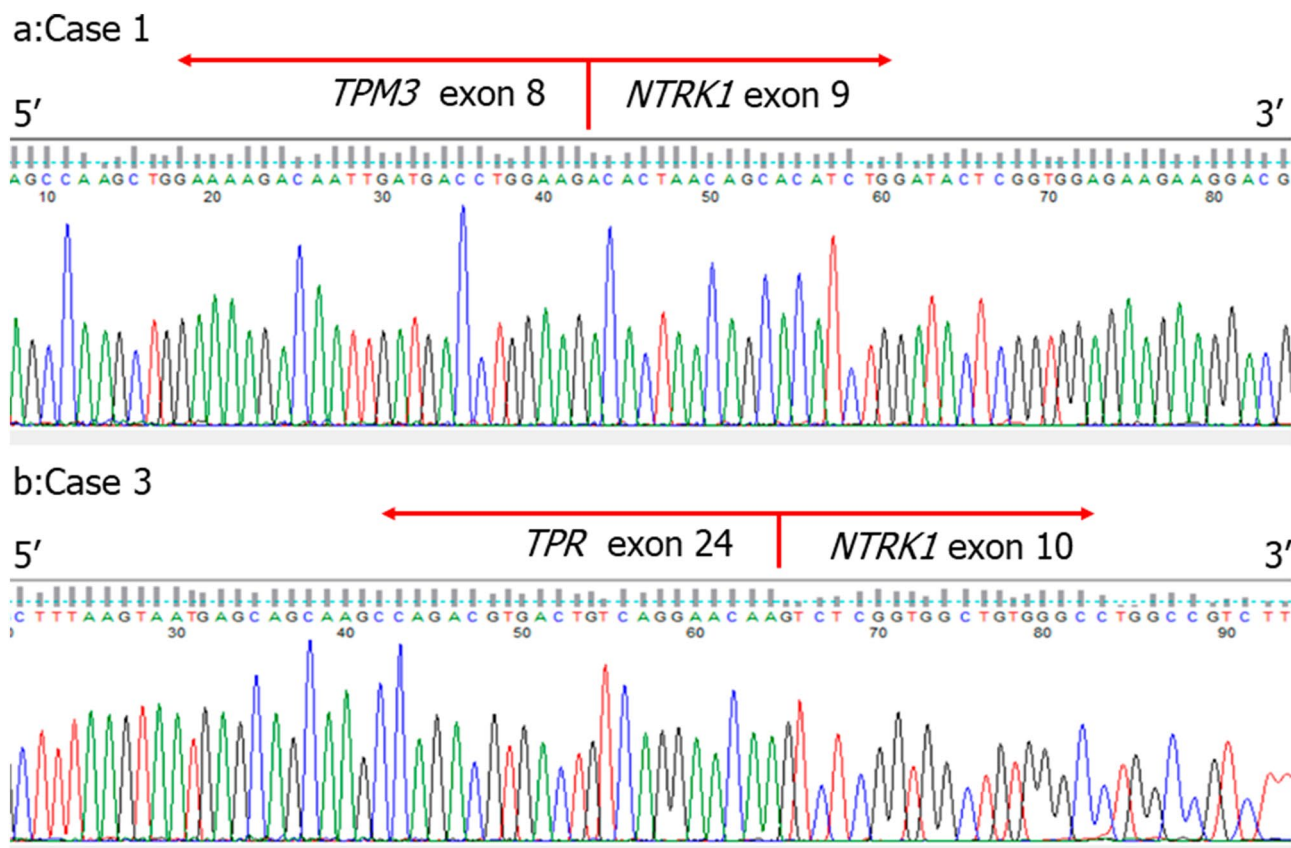 a:Case 1
TPM3 exon 8 NTRK1 exon 9
5′ 3′
AGCCAAGCTGGAAAAGACAATTGATGACCTGGAAGACACTAACAGCACATCTGGATACTCGGTGGAGAAGAAGGACG
10 20 30 40 50 60 70 80
b:Case 3
TPR exon 24 NTRK1 exon 10
5′ 3′
CTTTAAGTAATGAGCAGCAAGCCAGACGTGACTGTCAGGAACAAGTCTCGGTGGCTGTGGGCCTGGCCGTCTT
30 40 50 60 70 80 90